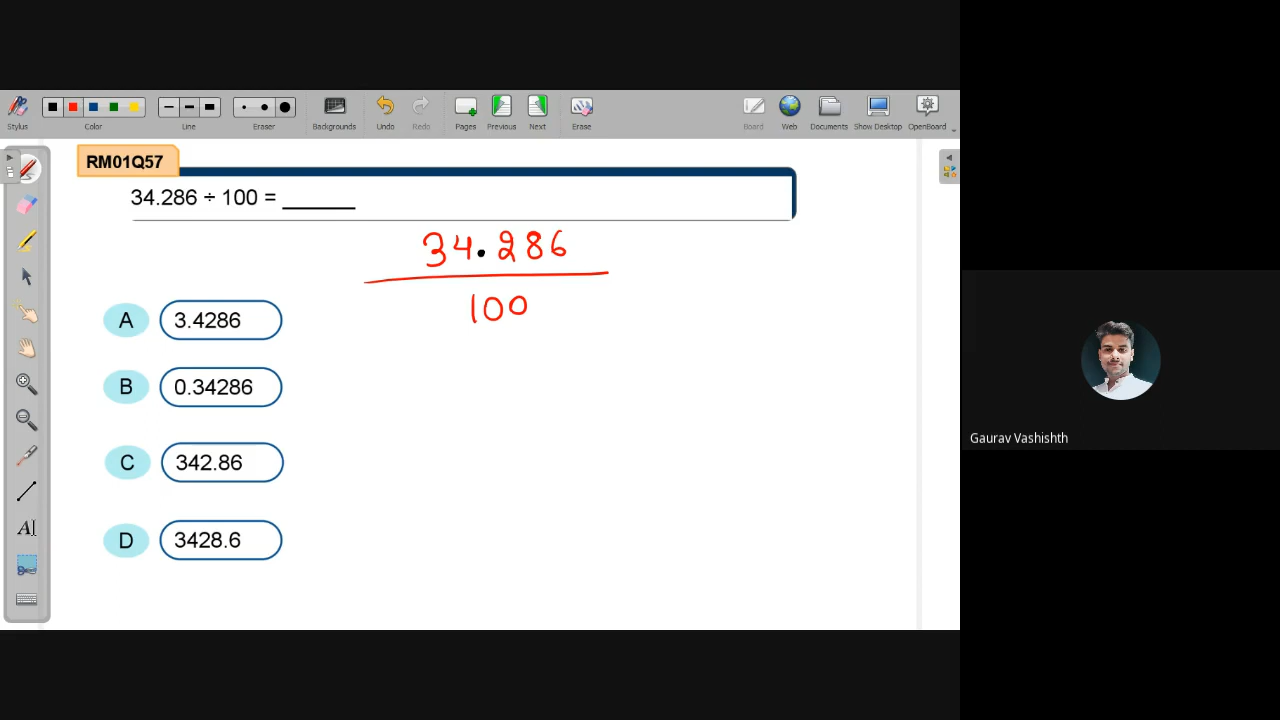 Stylus
Color
Line
Eraser
Backgrounds
Undo
Redo
Pages
Previous
Next
Erase
Board
Web
Documents
Show Desktop
OpenBoard
RM01Q57
34.286 ÷ 100 = ______
34.286
100
A 3.4286
B 0.34286
C 342.86
D 3428.6
Gaurav Vashishth